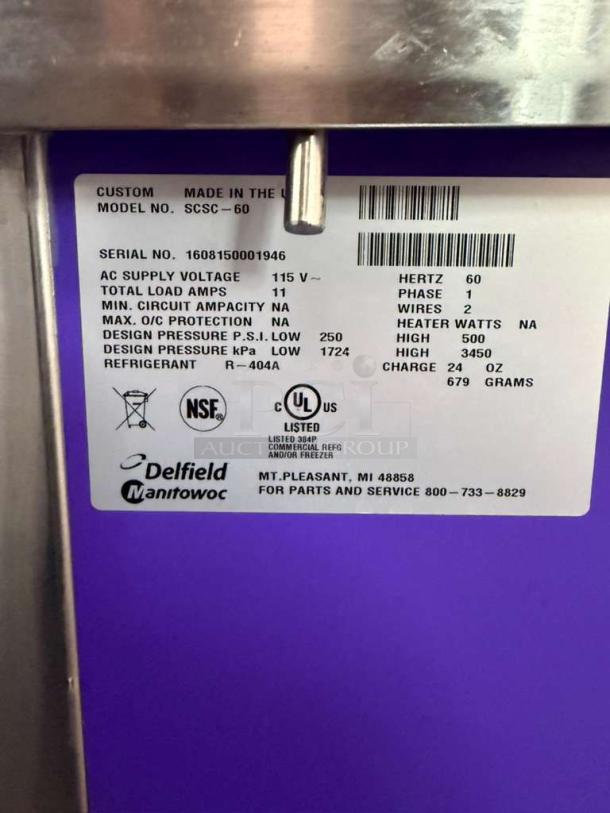 CUSTOM MADE IN THE
MODEL NO. SCSC-60
SERIAL NO. 1608150001946
AC SUPPLY VOLTAGE 115 V~ HERTZ 60
TOTAL LOAD AMPS 11 PHASE 1
MIN. CIRCUIT AMPACITY NA WIRES 2
MAX. O/C PROTECTION NA HEATER WATTS NA
DESIGN PRESSURE P.S.I. LOW 250 HIGH 500
DESIGN PRESSURE kPa LOW 1724 HIGH 3450
REFRIGERANT R-404A CHARGE 24 OZ
679 GRAMS
NSF®
C UL US
LISTED
LISTED 384P
COMMERCIAL REFG
AND/OR FREEZER
PCI
AUCTION GROUP
Delfield
Manitowoc
MT.PLEASANT, MI 48858
FOR PARTS AND SERVICE 800-733-8829